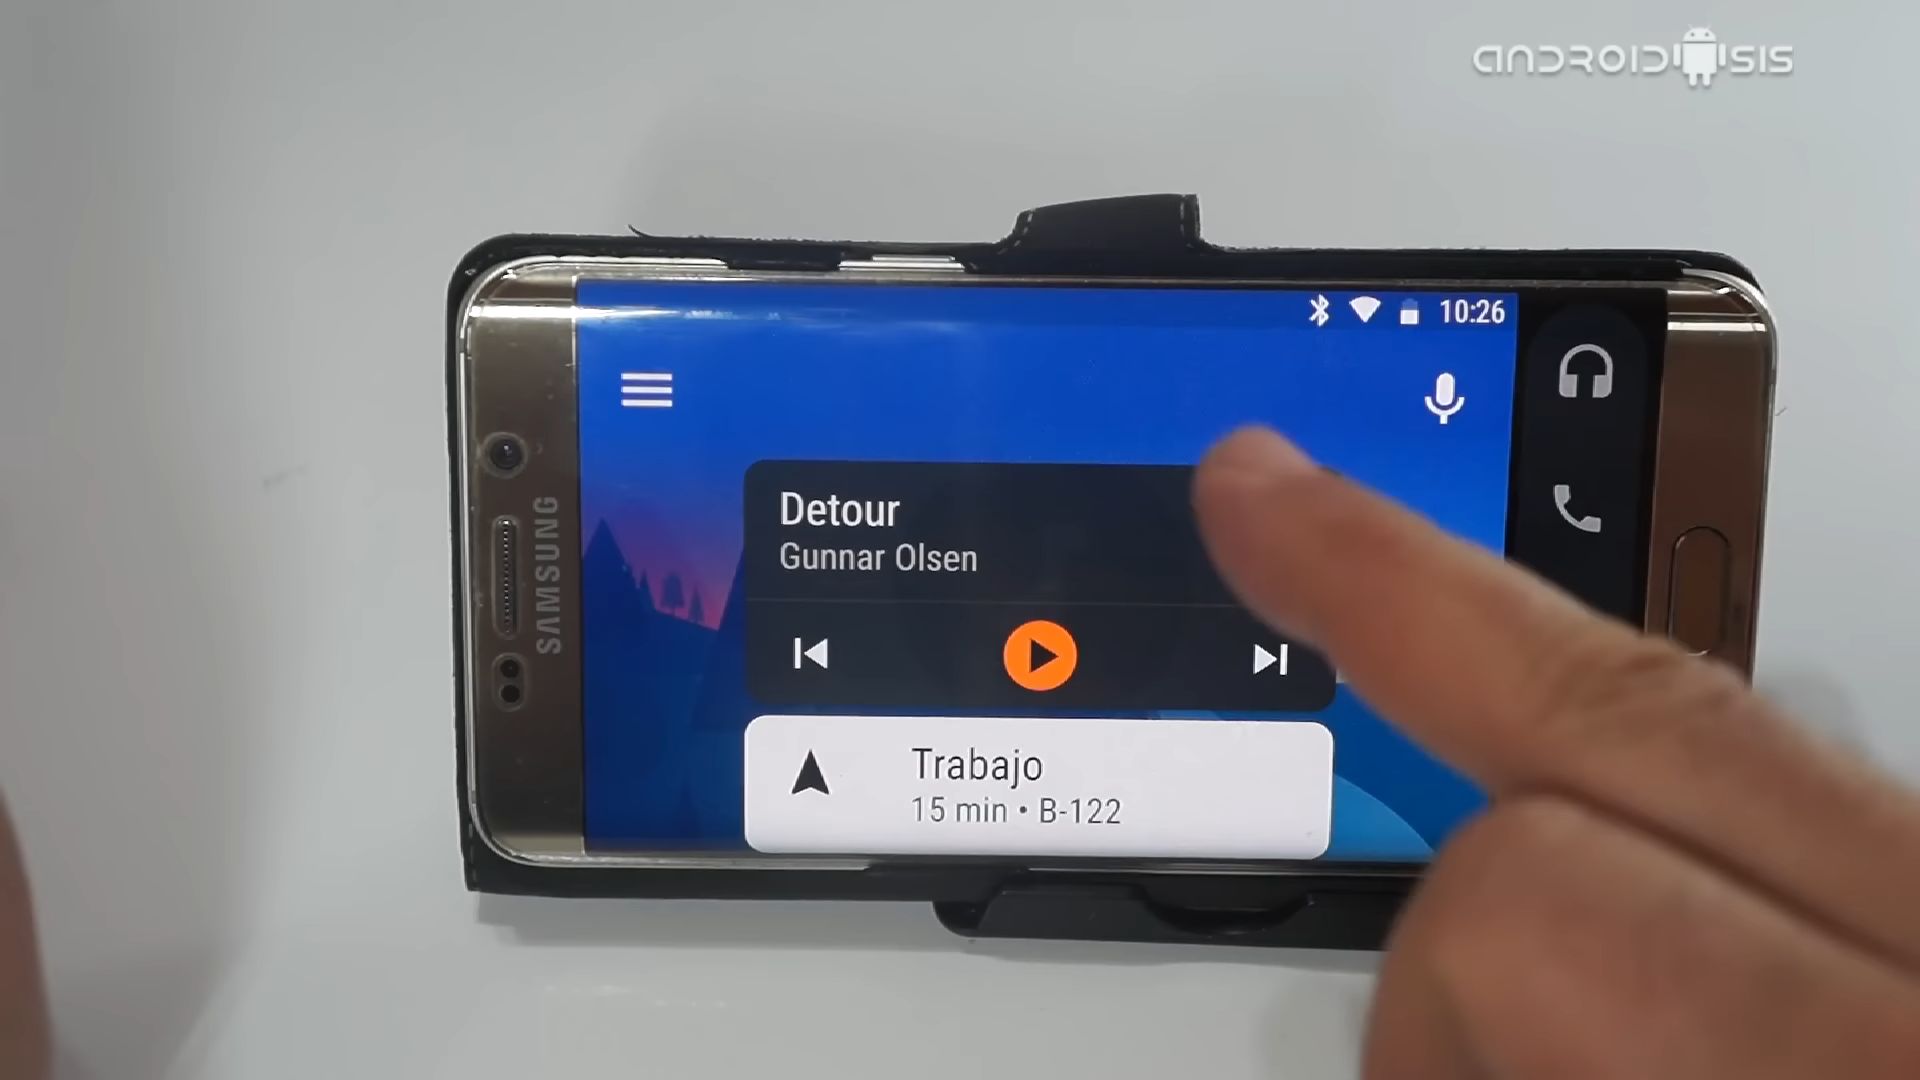 ANDROIDSIS
10:26
SAMSUNG
Detour
Gunnar Olsen
Trabajo
15 min • B-122